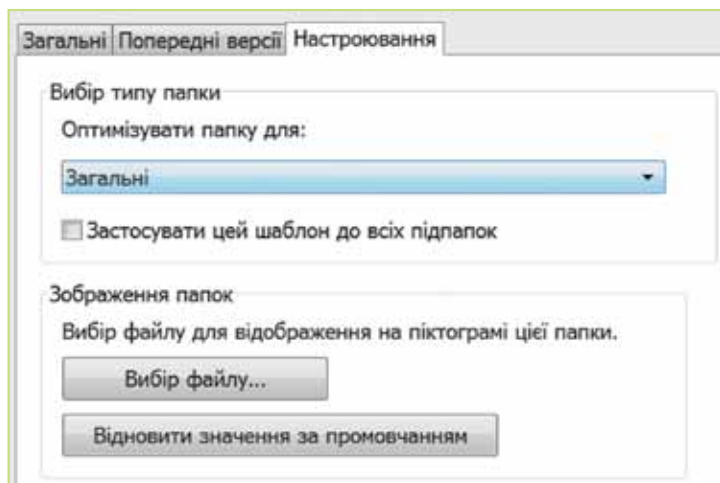 Загальні Попередні версії Настроювання
Вибір типу папки
Оптимізувати папку для:
Загальні
Застосувати цей шаблон до всіх підпапок
Зображення папок
Вибір файлу для відображення на піктограмі цієї папки.
Вибір файлу...
Відновити значення за промовчанням